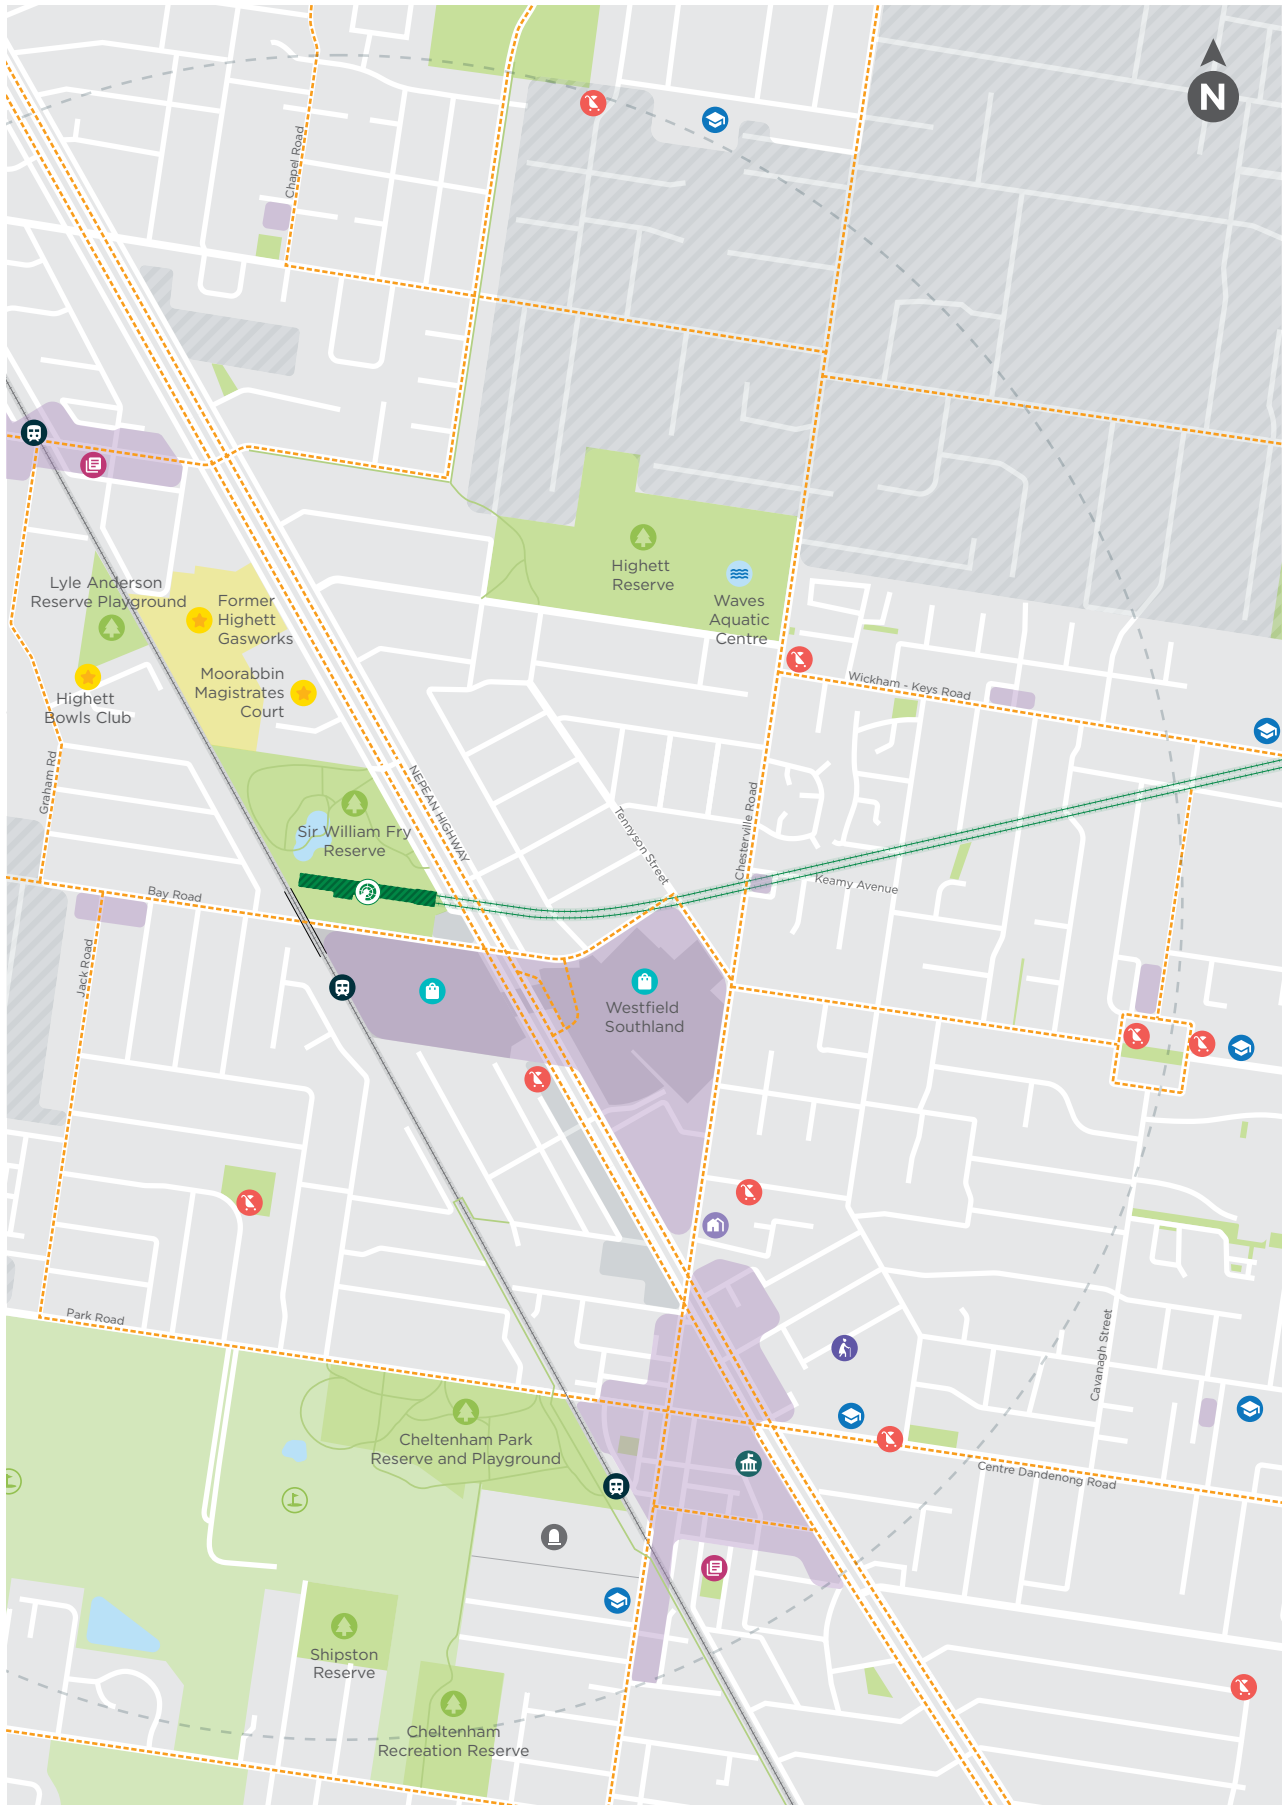 N
Chapel Road
Highett
Reserve
Waves
Aquatic
Centre
Lyle Anderson
Reserve Playground
Former
Highett
Gasworks
Moorabbin
Magistrates
Court
Highett
Bowls Club
Wickham - Keys Road
Graham Rd
NEPEAN HIGHWAY
Tennyson Street
Chesterville Road
Sir William Fry
Reserve
Keamy Avenue
Bay Road
Jack Road
Westfield
Southland
Park Road
Cavanagh Street
Cheltenham Park
Reserve and Playground
Centre Dandenong Road
Shipston
Reserve
Cheltenham
Recreation Reserve